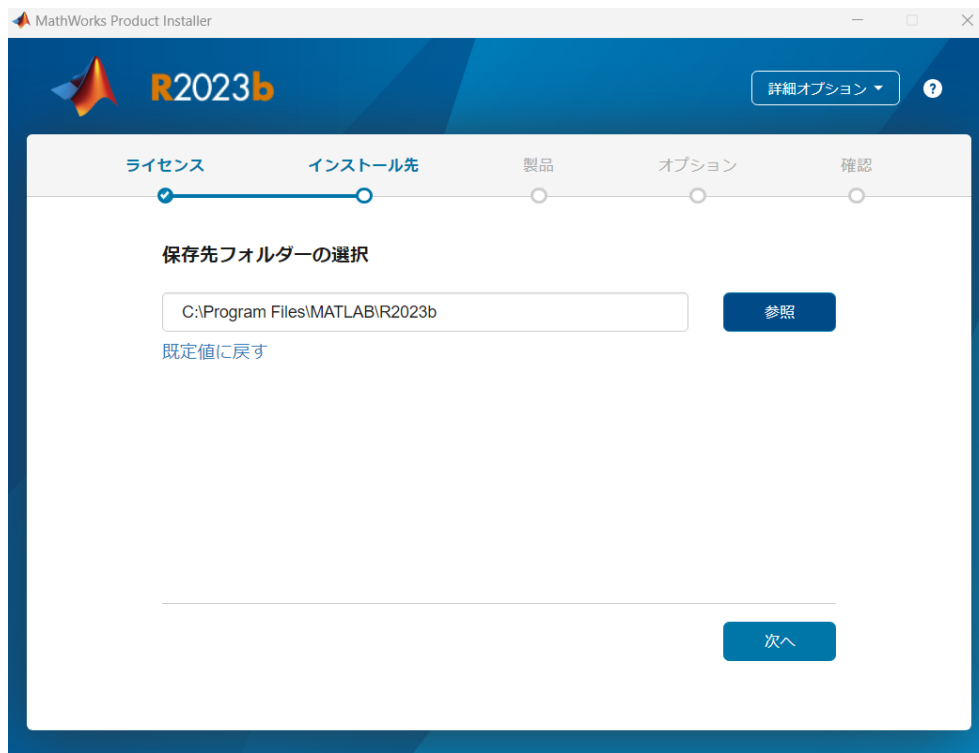 MathWorks Product Installer
R2023b
詳細オプション
?
ライセンス
インストール先
製品
オプション
確認
保存先フォルダーの選択
C:\Program Files\MATLAB\R2023b
参照
既定値に戻す
次へ